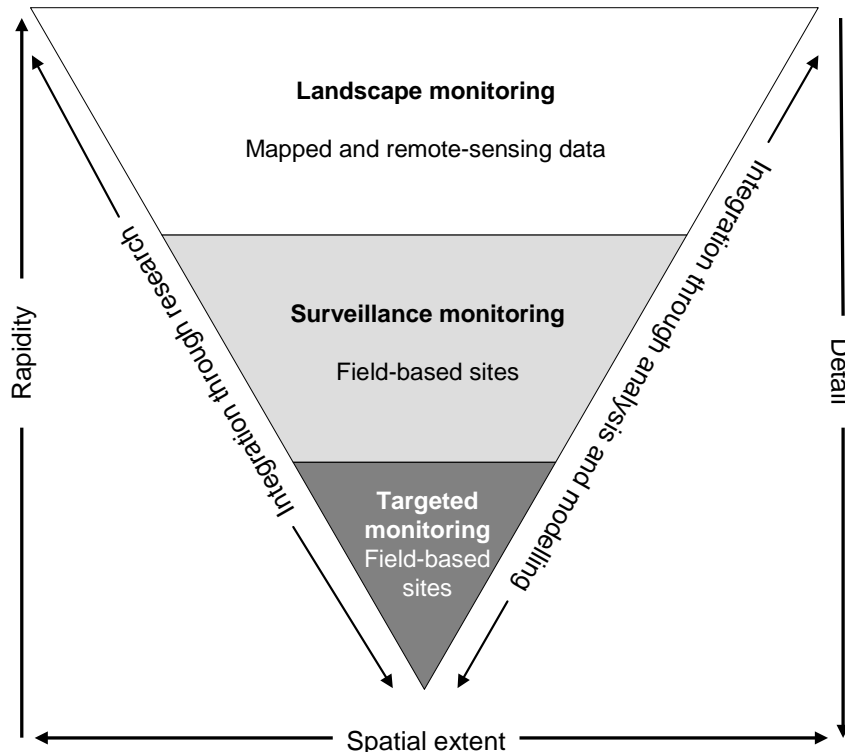 Landscape monitoring
Mapped and remote-sensing data
Surveillance monitoring
Field-based sites
Targeted
monitoring
Field-based
sites
Rapidity
Integration through research
Integration through analysis and modelling
Detail
Spatial extent